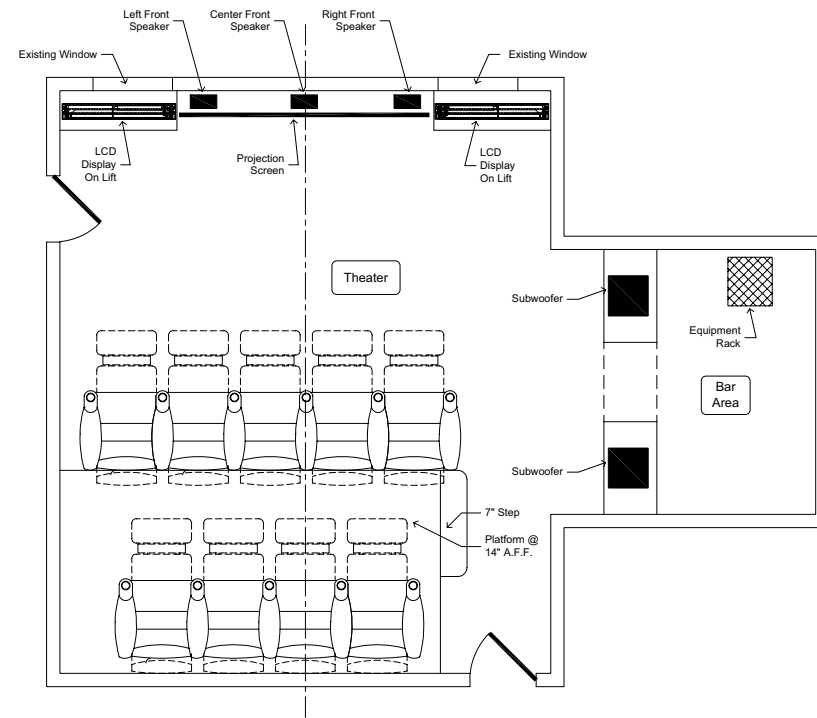 Left Front
Speaker
Center Front
Speaker
Right Front
Speaker
Existing Window
Existing Window
LCD
Display
On Lift
Projection
Screen
LCD
Display
On Lift
Theater
Subwoofer
Equipment
Rack
Bar
Area
Subwoofer
7" Step
Platform @
14" A.F.F.